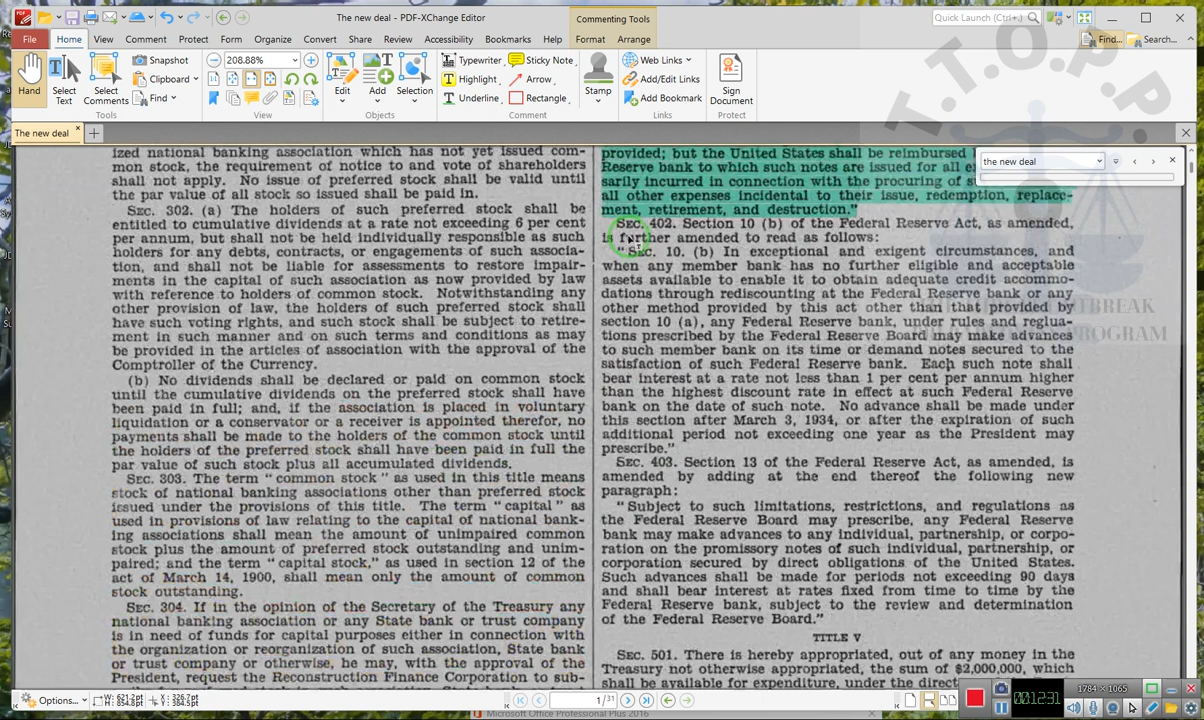 The new deal - PDF-XChange Editor
Commenting Tools
Quick Launch (Ctrl+.)
File
Home
View
Comment
Protect
Form
Organize
Convert
Share
Review
Accessibility
Bookmarks
Help
Format
Arrange
Find...
Search...
Hand
Select Text
Select Comments
Snapshot
Clipboard
Find
Tools
208.88%
View
Edit
Add
Selection
Objects
Typewriter
Highlight
Underline
Sticky Note
Arrow
Rectangle
Stamp
Comment
Web Links
Add/Edit Links
Add Bookmark
Links
Sign Document
Protect
T.T.O.P.P.
The new deal
the new deal
ized national banking association which has not yet issued com-
mon stock, the requirement of notice to and vote of shareholders
shall not apply. No issue of preferred stock shall be valid until
the par value of all stock so issued shall be paid in.
SEC. 302. (a) The holders of such preferred stock shall be
entitled to cumulative dividends at a rate not exceeding 6 per cent
per annum, but shall not be held individually responsible as such
holders for any debts, contracts, or engagements of such associa-
tion, and shall not be liable for assessments to restore impair-
ments in the capital of such association as now provided by law
with reference to holders of common stock. Notwithstanding any
other provision of law, the holders of such preferred stock shall
have such voting rights, and such stock shall be subject to retire-
ment in such manner and on such terms and conditions as may
be provided in the articles of association with the approval of the
Comptroller of the Currency.
(b) No dividends shall be declared or paid on common stock
until the cumulative dividends on the preferred stock shall have
been paid in full; and, if the association is placed in voluntary
liquidation or a conservator or a receiver is appointed therefor, no
payments shall be made to the holders of the common stock until
the holders of the preferred stock shall have been paid in full the
par value of such stock plus all accumulated dividends.
SEC. 303. The term "common stock" as used in this title means
stock of national banking associations other than preferred stock
issued under the provisions of this title. The term "capital" as
used in provisions of law relating to the capital of national bank-
ing associations shall mean the amount of unimpaired common
stock plus the amount of preferred stock outstanding and unim-
paired; and the term "capital stock," as used in section 12 of the
act of March 14, 1900, shall mean only the amount of common
stock outstanding.
SEC. 304. If in the opinion of the Secretary of the Treasury any
national banking association or any State bank or trust company
is in need of funds for capital purposes either in connection with
the organization or reorganization of such association, State bank
or trust company or otherwise, he may, with the approval of the
President, request the Reconstruction Finance Corporation to sub-
provided; but the United States shall be reimbursed
Reserve bank to which such notes are issued for all
sarily incurred in connection with the procuring of
all other expenses incidental to their issue, redemption, replace-
ment, retirement, and destruction."
SEC. 402. Section 10 (b) of the Federal Reserve Act, as amended,
is further amended to read as follows:
"SEC. 10. (b) In exceptional and exigent circumstances, and
when any member bank has no further eligible and acceptable
assets available to enable it to obtain adequate credit accommo-
dations through rediscounting at the Federal Reserve bank or any
other method provided by this act other than that provided by
section 10 (a), any Federal Reserve bank, under rules and reglua-
tions prescribed by the Federal Reserve Board may make advances
to such member bank on its time or demand notes secured to the
satisfaction of such Federal Reserve bank. Each such note shall
bear interest at a rate not less than 1 per cent per annum higher
than the highest discount rate in effect at such Federal Reserve
bank on the date of such note. No advance shall be made under
this section after March 3, 1934, or after the expiration of such
additional period not exceeding one year as the President may
prescribe."
SEC. 403. Section 13 of the Federal Reserve Act, as amended, is
amended by adding at the end thereof the following new
paragraph:
"Subject to such limitations, restrictions, and regulations as
the Federal Reserve Board may prescribe, any Federal Reserve
bank may make advances to any individual, partnership, or corpo-
ration on the promissory notes of such individual, partnership, or
corporation secured by direct obligations of the United States.
Such advances shall be made for periods not exceeding 90 days
and shall bear interest at rates fixed from time to time by the
Federal Reserve bank, subject to the review and determination
of the Federal Reserve Board."
TITLE V
SEC. 501. There is hereby appropriated, out of any money in the
Treasury not otherwise appropriated, the sum of $2,000,000, which
shall be available for expenditure, under the direct
PROGRAM
Options...
W: 621.2pt
H: 854.8pt
X: 326.7pt
Y: 384.5pt
1 / 31
Microsoft Office Professional Plus 2016
00:12:31
1784 × 1065